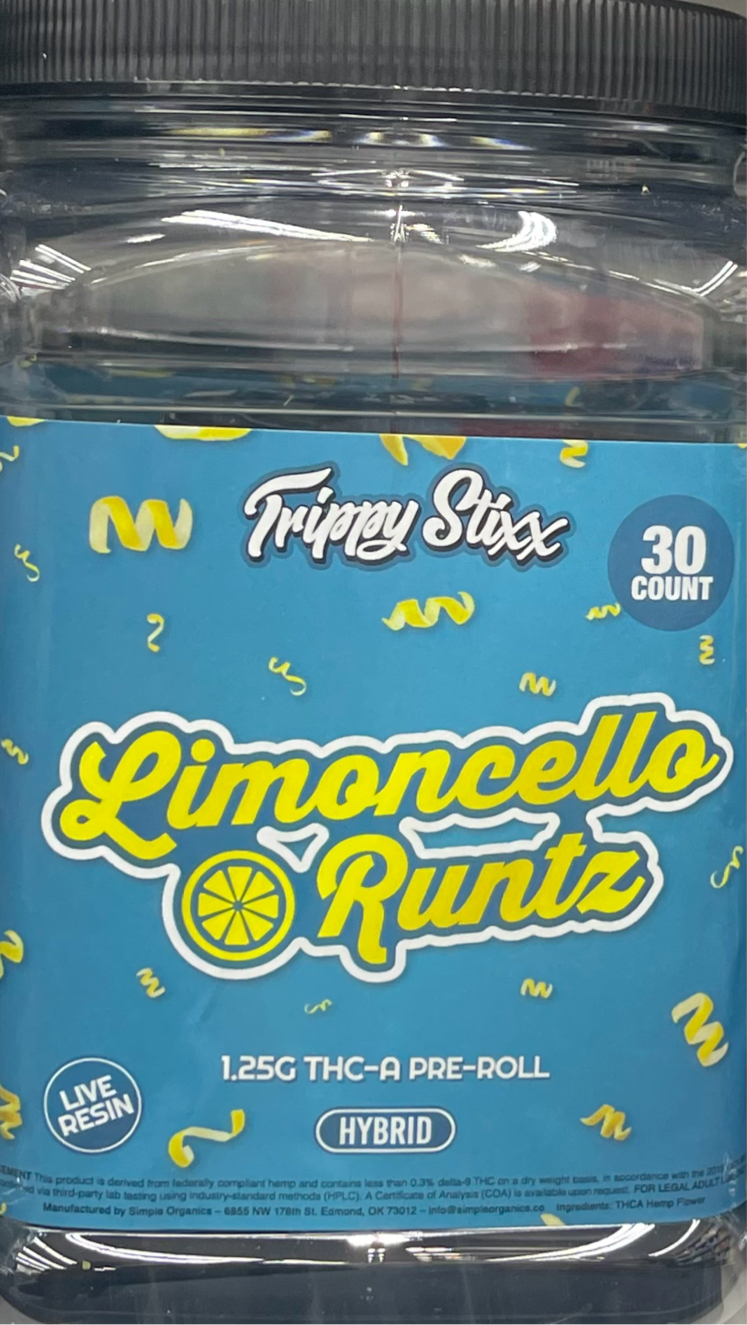 Trippy Stixx
30
COUNT
Limoncello
Runtz
1.25G THC-A PRE-ROLL
LIVE
RESIN
HYBRID
This product is derived from federally compliant hemp and contains less than 0.3% delta-9 THC on a dry weight basis, in accordance with the
via third-party lab testing using industry-standard methods (HPLC). A Certificate of Analysis (COA) is available upon request. FOR LEGAL ADULT
Manufactured by Simple Organics – 6855 NW 178th St. Edmond, OK 73012 – info@simpleorganics.co Ingredients: THCA Hemp Flower